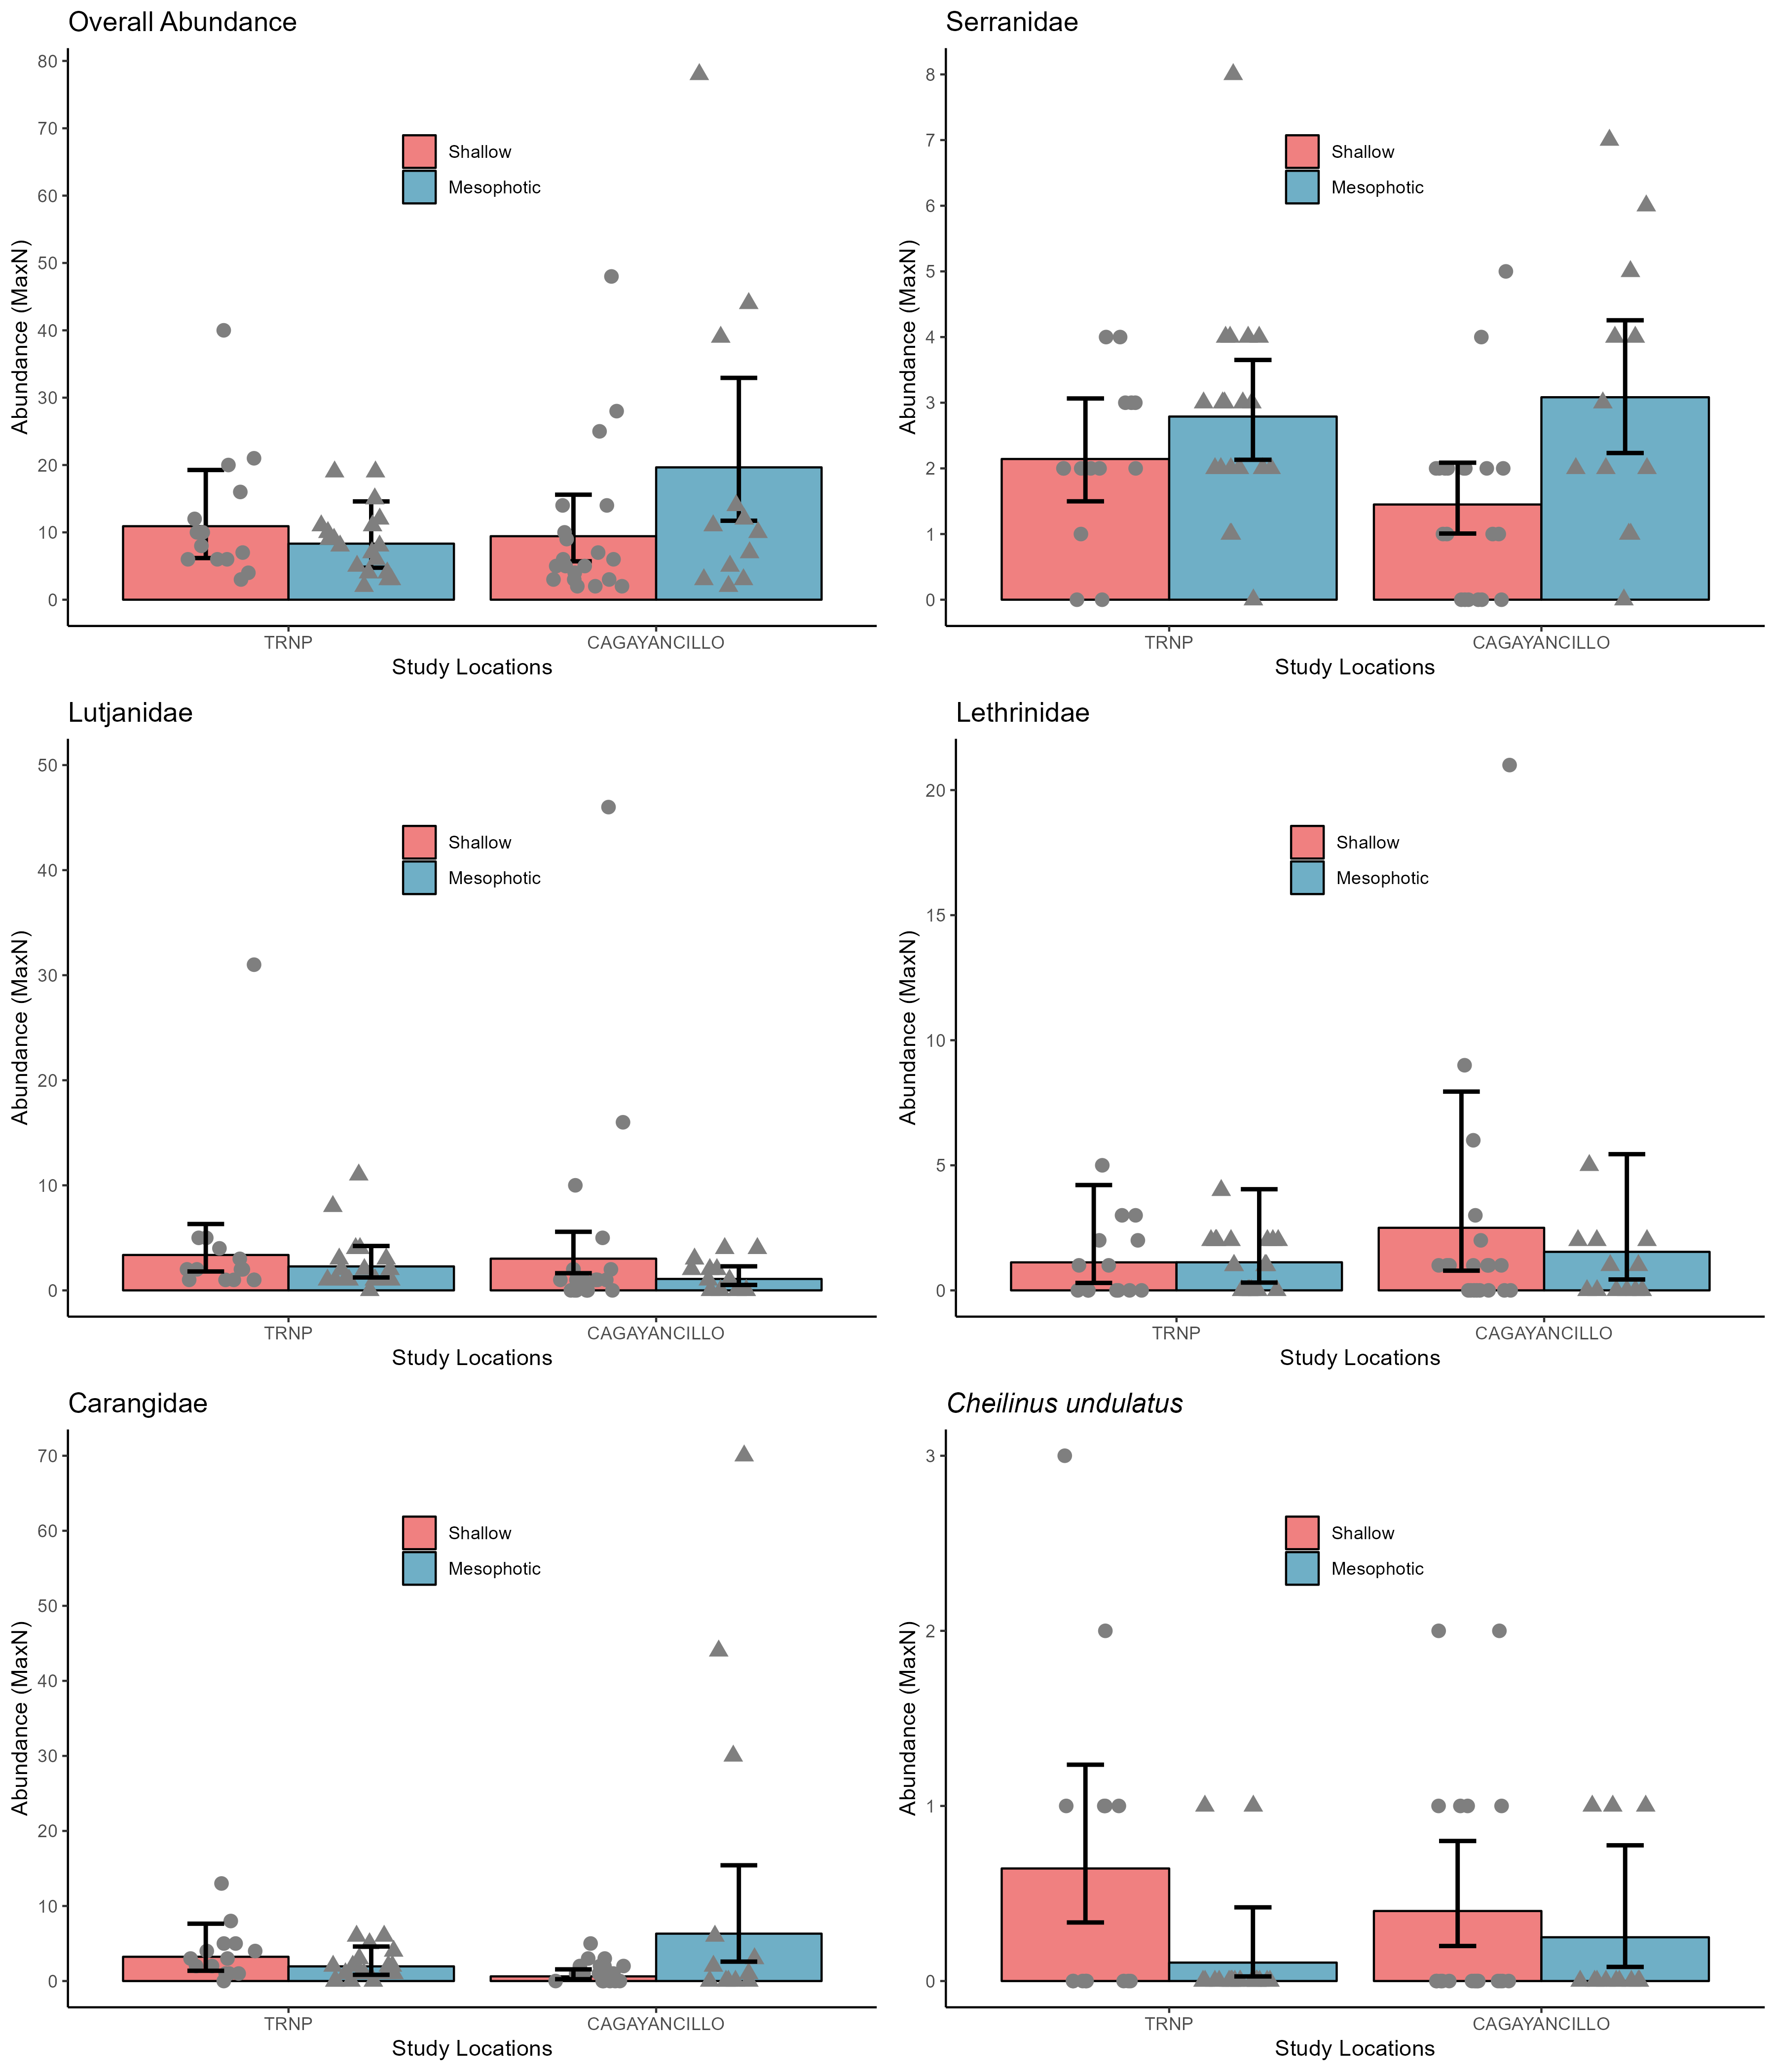 Overall Abundance
80
70
60
50
40
30
20
10
0
Abundance (MaxN)
Shallow
Mesophotic
TRNP
CAGAYANCILLO
Study Locations
Serranidae
8
7
6
5
4
3
2
1
0
Abundance (MaxN)
Shallow
Mesophotic
TRNP
CAGAYANCILLO
Study Locations
Lutjanidae
50
40
30
20
10
0
Abundance (MaxN)
Shallow
Mesophotic
TRNP
CAGAYANCILLO
Study Locations
Lethrinidae
20
15
10
5
0
Abundance (MaxN)
Shallow
Mesophotic
TRNP
CAGAYANCILLO
Study Locations
Carangidae
70
60
50
40
30
20
10
0
Abundance (MaxN)
Shallow
Mesophotic
TRNP
CAGAYANCILLO
Study Locations
Cheilinus undulatus
3
2
1
0
Abundance (MaxN)
Shallow
Mesophotic
TRNP
CAGAYANCILLO
Study Locations